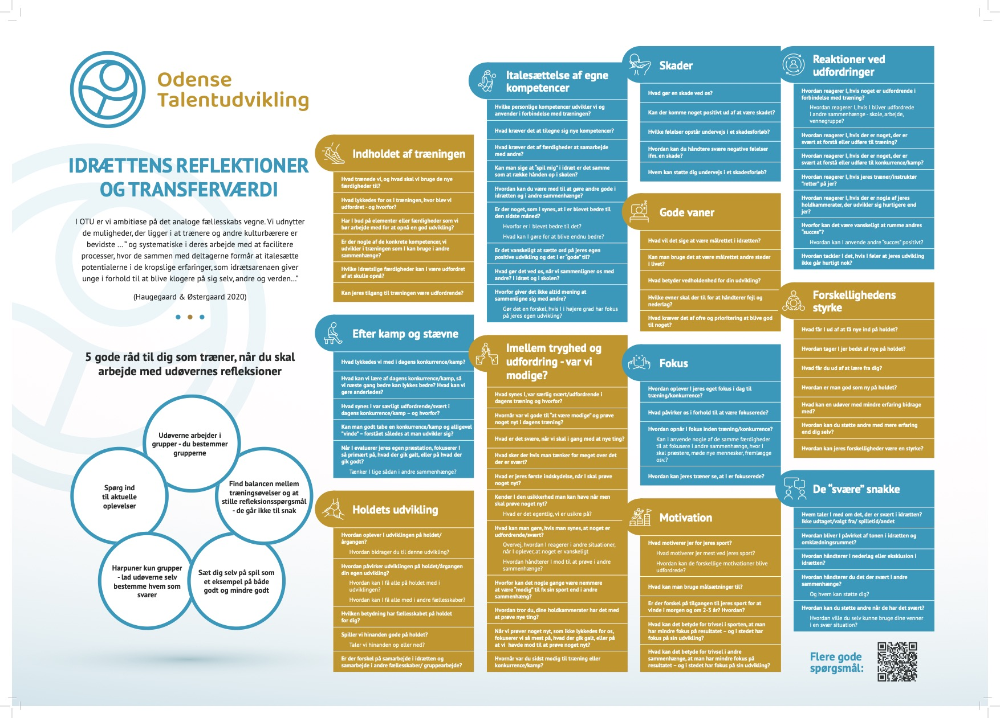 Odense
Talentudvikling
IDRÆTTENS REFLEKTIONER
OG TRANSFERVÆRDI
I OTU er vi ambitiøse på det analoge fællesskabs vegne. Vi udnytter
de muligheder, der ligger i at trænere og andre kulturbærere er
bevidste ..." og systematiske i deres arbejde med at facilitere
processer, hvor de sammen med deltagerne formår at italesætte
potentialerne i de kropslige erfaringer, som idrætsarenaen giver
unge i forhold til at blive klogere på sig selv, andre og verden..."
(Haugegaard & Østergaard 2020)
5 gode råd til dig som træner, når du skal
arbejde med udøvernes refleksioner
Udøverne arbejder i
grupper - du bestemmer
grupperne
Spørg ind
til aktuelle
oplevelser
Find balancen mellem
træningsøvelser og at
stille refleksionsspørgsmål
- de går ikke til snak
Harpuner kun grupper
- lad udøverne selv
bestemme hvem som
svarer
Sæt dig selv på spil som
et eksempel på både
godt og mindre godt
Indholdet af træningen
Hvad trænede vi, og hvad skal vi bruge de nye
færdigheder til?
Hvad lykkedes for os I træningen, hvor blev vi
udfordret - og hvorfor?
Har I bud på elementer eller færdigheder som vi
bør arbejde med for at opnå en god udvikling?
Er der nogle af de konkrete kompetencer, vi
udvikler i træningen som I kan bruge i andre
sammenhænge?
Hvilke idrætslige færdigheder kan I være udfordret
af at skulle opnå?
Kan jeres tilgang til træningen være udfordrende?
Efter kamp og stævne
Hvad lykkedes vi med i dagens konkurrence/kamp?
Hvad kan vi lære af dagens konkurrence/kamp, så
vi næste gang bedre kan lykkes bedre? Hvad kan vi
gøre anderledes?
Hvad synes I var særligt udfordrende/svært i
dagens konkurrence/kamp – og hvorfor?
Kan man godt tabe en konkurrence/kamp og alligevel
"vinde" – forstået således at man udvikler sig?
Når I evaluerer jeres egen præstation, fokuserer I
så primært på, hvad der gik galt, eller på hvad der
gik godt?
Tænker I lige sådan i andre sammenhænge?
Holdets udvikling
Hvordan oplever I udviklingen på holdet/
årgangen?
Hvordan bidrager du til denne udvikling?
Hvordan påvirker udviklingen på holdet/årgangen
din egen udvikling?
Hvordan kan I få alle på holdet med i
udviklingen?
Hvordan kan I få alle med i andre fællesskaber?
Hvilken betydning har fællesskabet på holdet
for dig?
Spiller vi hinanden gode på holdet?
Taler vi hinanden op eller ned?
Er der forskel på samarbejde i idrætten og
samarbejde i andre fællesskaber/ gruppearbejde?
Italesættelse af egne
kompetencer
Hvilke personlige kompetencer udvikler vi og
anvender i forbindelse med træningen?
Hvad kræver det at tilegne sig nye kompetencer?
Hvad kræver det af færdigheder at samarbejde
med andre?
Kan man sige at "spil mig" i idræt er det samme
som at række hånden op i skolen?
Hvordan kan du være med til at gøre andre gode i
idrætten og i andre sammenhænge?
Er der noget, som I synes, at I er blevet bedre til
den sidste måned?
Hvorfor er I blevet bedre til det?
Hvad kan I gøre for at blive endnu bedre?
Er det vanskeligt at sætte ord på jeres egen
positive udvikling og det I er "gode" til?
Hvad gør det ved os, når vi sammenligner os med
andre? I idræt og i skolen?
Hvorfor giver det ikke altid mening at
sammenligne sig med andre?
Gør det en forskel, hvis I i højere grad har fokus
på jeres egen udvikling?
Imellem tryghed og
udfordring - var vi
modige?
Hvad synes I, var særlig svært/udfordrende i
dagens træning og hvorfor?
Hvornår var vi gode til "at være modige" og prøve
noget nyt i dagens træning?
Hvad er det svære, når vi skal i gang med at nye ting?
Hvad sker der hvis man tænker for meget over det
der er svært?
Hvad er jeres første indskydelse, når I skal prøve
noget nyt?
Kender I den usikkerhed man kan have når men
skal prøve noget nyt?
Hvad er det egentlig, vi er usikre på?
Hvad kan man gøre, hvis man synes, at noget er
udfordrende/svært?
Overvej, hvordan I reagerer i andre situationer,
når I oplever, at noget er vanskeligt
Hvordan håndterer I mod til at prøve i andre
sammenhænge?
Hvorfor kan det nogle gange være nemmere
at være "modig" til fx sin sport end i andre
sammenhæng?
Hvordan tror du, dine holdkammerater har det med
at prøve nye ting?
Når vi prøver noget nyt, som ikke lykkedes for os,
fokuserer vi så mest på, hvad der gik galt, eller på
at vi havde mod til at prøve noget nyt?
Hvornår var du sidst modig til træning eller
konkurrence/kamp?
Skader
Hvad gør en skade ved os?
Kan der komme noget positivt ud af at være skadet?
Hvilke følelser opstår undervejs i et skadesforløb?
Hvordan kan du håndtere svære negative følelser
ifm. en skade?
Hvem kan støtte dig undervejs i et skadesforløb?
Gode vaner
Hvad vil det sige at være målrettet i idrætten?
Kan man bruge det at være målrettet andre steder
i livet?
Hvad betyder vedholdenhed for din udvikling?
Hvilke evner skal der til for at håndterer fejl og
nederlag?
Hvad kræver det af ofre og prioritering at blive god
til noget?
Fokus
Hvordan oplever I jeres eget fokus i dag til
træning/konkurrence?
Hvad påvirker os i forhold til at være fokuserede?
Hvordan opnår I fokus inden træning/konkurrence?
Kan I anvende nogle af de samme færdigheder
til at fokusere i andre sammenhænge, hvor I
skal præstere, møde nye mennesker, fremlægge
osv.?
Hvordan kan jeres træner se, at I er fokuserede?
Motivation
Hvad motiverer jer for jeres sport?
Hvad motiverer jer mest ved jeres sport?
Hvordan kan de forskellige motivationer blive
udfordrede?
Hvad kan man bruge målsætninger til?
Er der forskel på tilgangen til jeres sport for at
vinde i morgen og om 2-3 år? Hvordan?
Hvad kan det betyde for trivsel i sporten, at man
har mindre fokus på resultatet – og i stedet har
fokus på sin udvikling?
Hvad kan det betyde for trivsel i andre
sammenhænge, at man har mindre fokus på
resultatet – og i stedet har fokus på sin udvikling?
Reaktioner ved
udfordringer
Hvordan reagerer I, hvis noget er udfordrende i
forbindelse med træning?
Hvordan reagerer I, hvis I bliver udfordrede
i andre sammenhænge - skole, arbejde,
vennegruppe?
Hvordan reagerer I, hvis der er noget, der er
svært at forstå eller udføre til træning?
Hvordan reagerer I, hvis der er noget, der er
svært at forstå eller udføre til konkurrence/kamp?
Hvordan reagerer I, hvis jeres træner/instruktør
"retter" på jer?
Hvordan reagerer I, hvis der er nogle af jeres
holdkammerater, der udvikler sig hurtigere end
jer?
Hvorfor kan det være vanskeligt at rumme andres
"succes"?
Hvordan kan I anvende andre "succes" positivt?
Hvordan tackler I det, hvis I føler at jeres udvikling
ikke går hurtigt nok?
Forskellighedens
styrke
Hvad får I ud af at få nye ind på holdet?
Hvordan tager I jer bedst af nye på holdet?
Hvad får du ud af at lære fra dig?
Hvordan er man god som ny på holdet?
Hvad kan en udøver med mindre erfaring bidrage
med?
Hvordan kan du støtte andre med mere erfaring
end dig selv?
Hvordan kan jeres forskelligheder være en styrke?
De "svære" snakke
Hvem taler I med om det, der er svært i idrætten?
Ikke udtaget/valgt fra/ spilletid/andet
Hvordan bliver I påvirket af tonen i idrætten og
omklædningsrummet?
Hvordan håndterer I nederlag eller eksklusion i
idrætten?
Hvordan håndterer du det der svært i andre
sammenhænge?
Og hvem kan støtte dig?
Hvordan kan du støtte andre når de har det svært?
Hvordan ville du selv kunne bruge dine venner
i en svær situation?
Flere gode
spørgsmål: